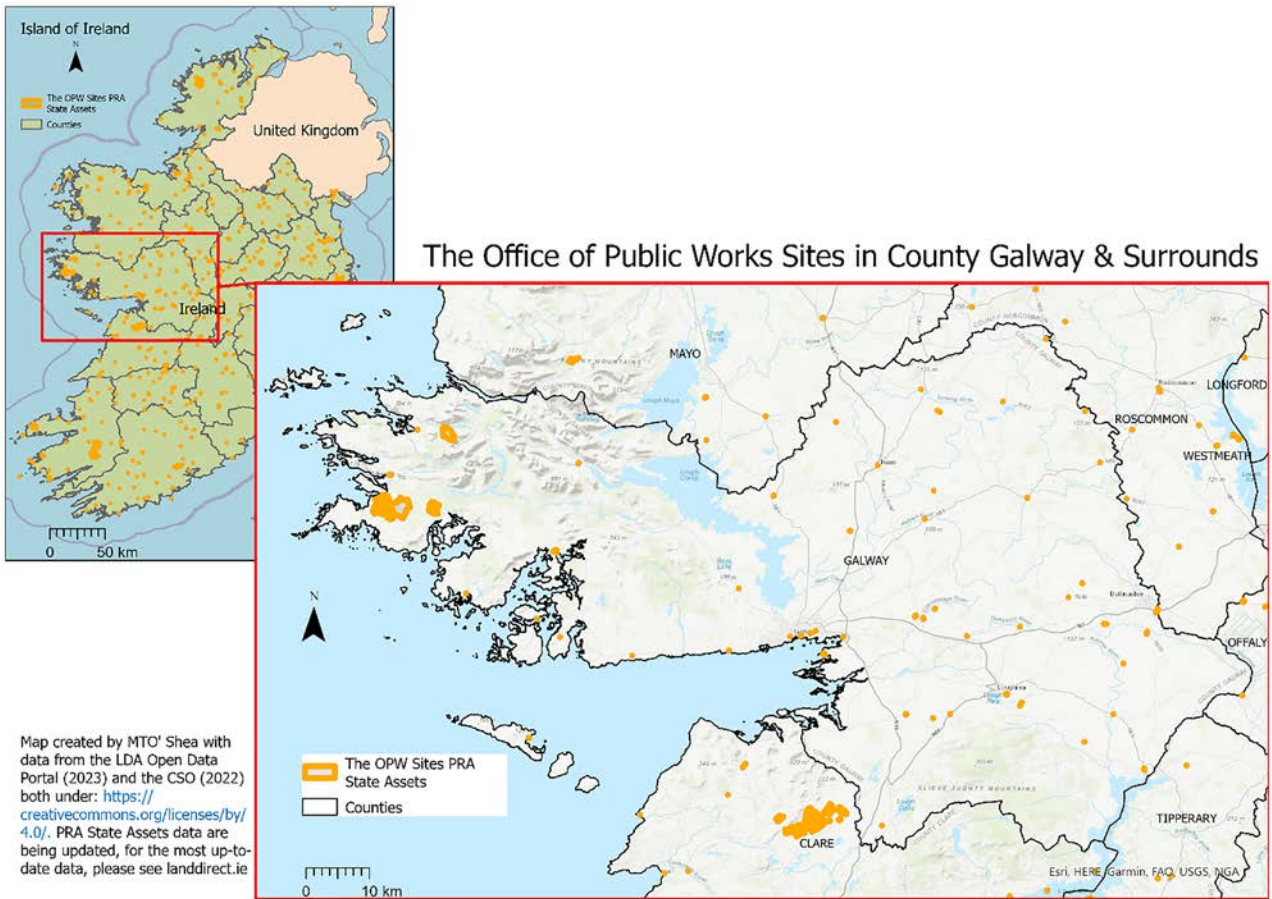 Island of Ireland
N
The OPW Sites PRA
State Assets
Counties
United Kingdom
Ireland
0 50 km
The Office of Public Works Sites in County Galway & Surrounds
MAYO
LONGFORD
ROSCOMMON
WESTMEATH
GALWAY
OFFALY
N
The OPW Sites PRA
State Assets
Counties
SLIEVE AUGHTY MOUNTAINS
CLARE
TIPPERARY
0 10 km
Esri, HERE, Garmin, FAO, USGS, NGA
Map created by MTO' Shea with
data from the LDA Open Data
Portal (2023) and the CSO (2022)
both under: https://
creativecommons.org/licenses/by/
4.0/. PRA State Assets data are
being updated, for the most up-to-
date data, please see landdirect.ie